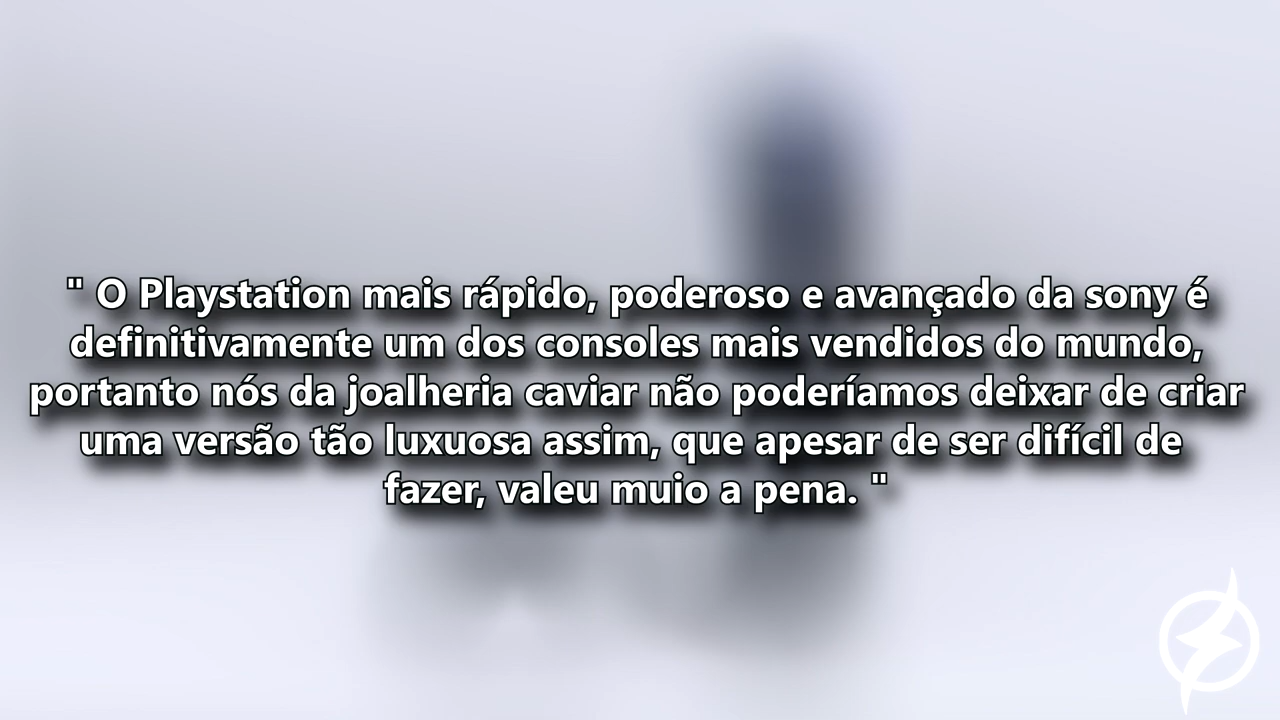 " O Playstation mais rápido, poderoso e avançado da sony é
definitivamente um dos consoles mais vendidos do mundo,
portanto nós da joalheria caviar não poderíamos deixar de criar
uma versão tão luxuosa assim, que apesar de ser difícil de
fazer, valeu muio a pena. "